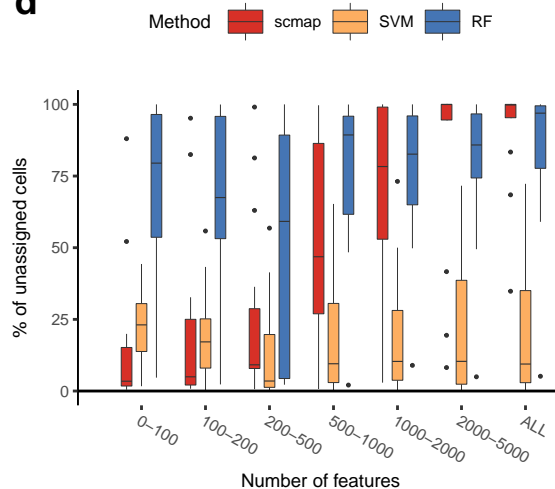 d
Method scmap SVM RF
% of unassigned cells
100
75
50
25
0
0–100 100–200 200–500 500–1000 1000–2000 2000–5000 ALL
Number of features